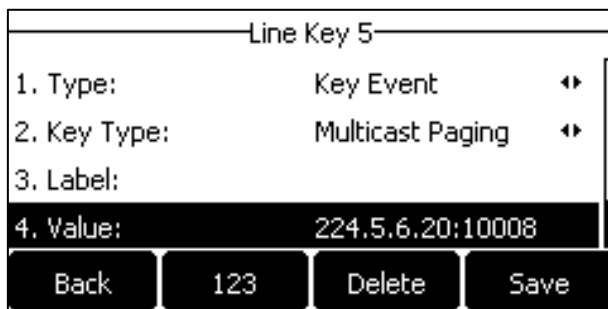 Line Key 5
1. Type: Key Event
2. Key Type: Multicast Paging
3. Label:
4. Value: 224.5.6.20:10008
Back 123 Delete Save